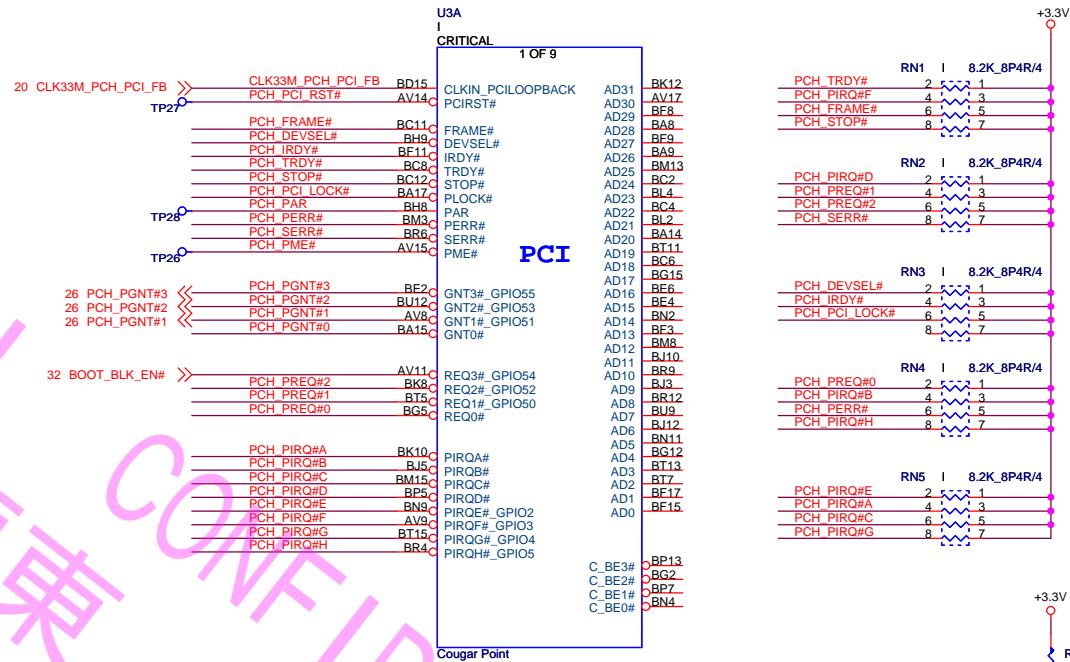 U3A
I
CRITICAL
1 OF 9
PCI
Cougar Point
20 CLK33M_PCH_PCI_FB
CLK33M_PCH_PCI_FB BD15 CLKIN_PCILOOPBACK
TP27
PCH_PCI_RST# AV14 PCIRST#
PCH_FRAME# BC11 FRAME#
PCH_DEVSEL# BH9 DEVSEL#
PCH_IRDY# BF11 IRDY#
PCH_TRDY# BC8 TRDY#
PCH_STOP# BC12 STOP#
PCH_PCI_LOCK# BA17 PLOCK#
TP28
PCH_PAR BH8 PAR
PCH_PERR# BM3 PERR#
PCH_SERR# BR6 SERR#
TP26
PCH_PME# AV15 PME#
26 PCH_PGNT#3
PCH_PGNT#3 BE2 GNT3#_GPIO55
26 PCH_PGNT#2
PCH_PGNT#2 BU12 GNT2#_GPIO53
26 PCH_PGNT#1
PCH_PGNT#1 AV8 GNT1#_GPIO51
PCH_PGNT#0 BA15 GNT0#
32 BOOT_BLK_EN#
AV11 REQ3#_GPIO54
PCH_PREQ#2 BK8 REQ2#_GPIO52
PCH_PREQ#1 BT5 REQ1#_GPIO50
PCH_PREQ#0 BG5 REQ0#
PCH_PIRQ#A BK10 PIRQA#
PCH_PIRQ#B BJ5 PIRQB#
PCH_PIRQ#C BM15 PIRQC#
PCH_PIRQ#D BP5 PIRQD#
PCH_PIRQ#E BN9 PIRQE#_GPIO2
PCH_PIRQ#F AV9 PIRQF#_GPIO3
PCH_PIRQ#G BT15 PIRQG#_GPIO4
PCH_PIRQ#H BR4 PIRQH#_GPIO5
AD31 BK12
AD30 AV17
AD29 BF8
AD28 BA8
AD27 BF9
AD26 BA9
AD25 BM13
AD24 BC2
AD23 BL4
AD22 BC4
AD21 BL2
AD20 BA14
AD19 BT11
AD18 BC6
AD17 BG15
AD16 BE6
AD15 BE4
AD14 BN2
AD13 BF3
AD12 BM8
AD11 BJ10
AD10 BR9
AD9 BJ3
AD8 BR12
AD7 BU9
AD6 BJ12
AD5 BN11
AD4 BG12
AD3 BT13
AD2 BT7
AD1 BF17
AD0 BF15
C_BE3# BP13
C_BE2# BG2
C_BE1# BP7
C_BE0# BN4
+3.3V
RN1 I 8.2K_8P4R/4
PCH_TRDY# 2 1
PCH_PIRQ#F 4 3
PCH_FRAME# 6 5
PCH_STOP# 8 7
RN2 I 8.2K_8P4R/4
PCH_PIRQ#D 2 1
PCH_PREQ#1 4 3
PCH_PREQ#2 6 5
PCH_SERR# 8 7
RN3 I 8.2K_8P4R/4
PCH_DEVSEL# 2 1
PCH_IRDY# 4 3
PCH_PCI_LOCK# 6 5
8 7
RN4 I 8.2K_8P4R/4
PCH_PREQ#0 2 1
PCH_PIRQ#B 4 3
PCH_PERR# 6 5
PCH_PIRQ#H 8 7
RN5 I 8.2K_8P4R/4
PCH_PIRQ#E 2 1
PCH_PIRQ#A 4 3
PCH_PIRQ#C 6 5
PCH_PIRQ#G 8 7
+3.3V
R
CONFID
東